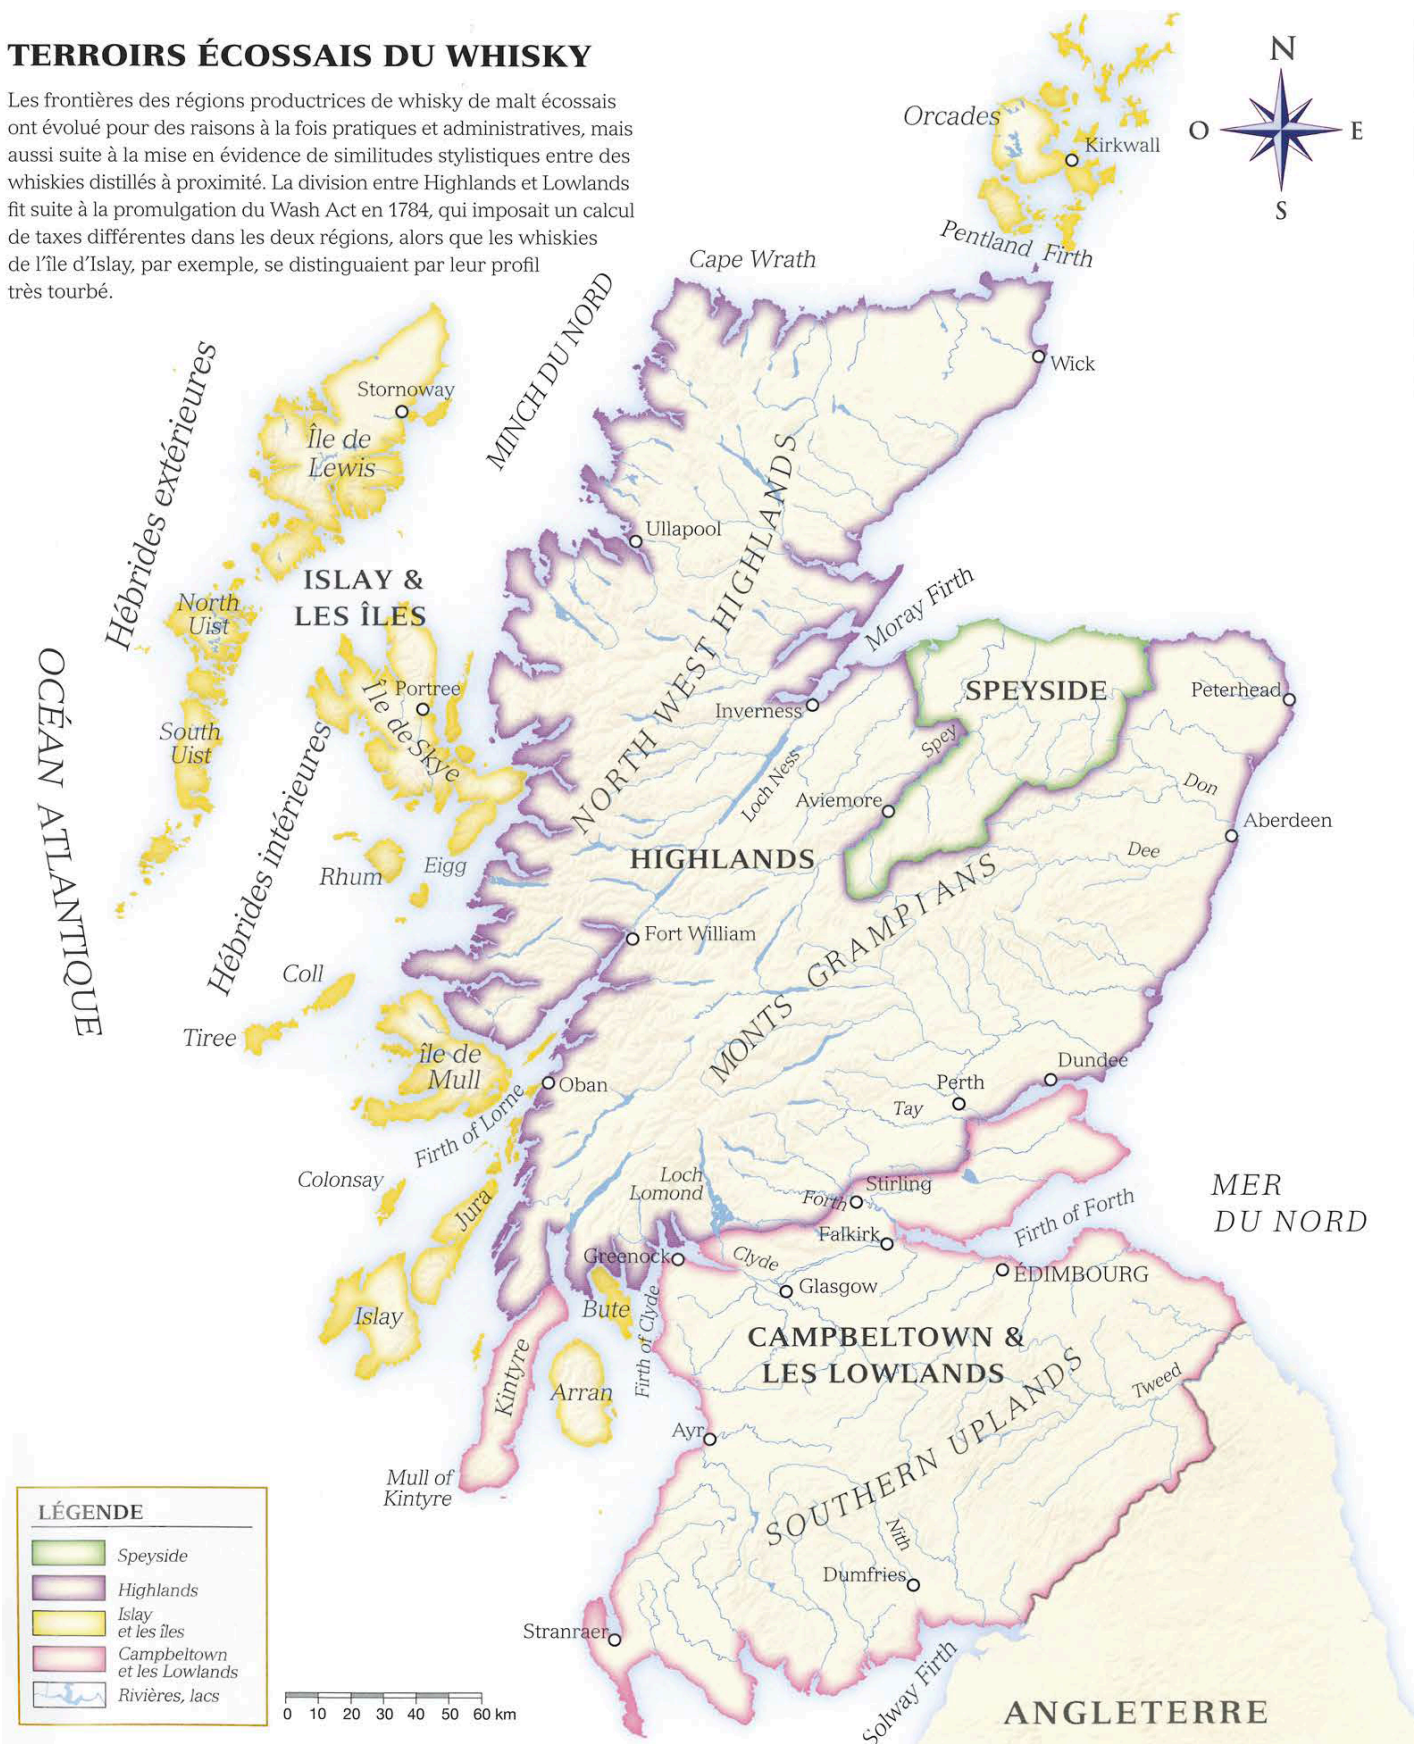 TERROIRS ÉCOSSAIS DU WHISKY
Les frontières des régions productrices de whisky de malt écossais
ont évolué pour des raisons à la fois pratiques et administratives, mais
aussi suite à la mise en évidence de similitudes stylistiques entre des
whiskies distillés à proximité. La division entre Highlands et Lowlands
fit suite à la promulgation du Wash Act en 1784, qui imposait un calcul
de taxes différentes dans les deux régions, alors que les whiskies
de l'île d'Islay, par exemple, se distinguaient par leur profil
très tourbé.
N
O
E
S
Orcades
Kirkwall
Pentland Firth
Cape Wrath
MINCH DU NORD
Wick
Hébrides extérieures
Stornoway
Île de
Lewis
Ullapool
ISLAY &
LES ÎLES
North
Uist
NORTH WEST HIGHLANDS
Moray Firth
OCÉAN ATLANTIQUE
South
Uist
Portree
Île de Skye
SPEYSIDE
Peterhead
Inverness
Spey
Hébrides intérieures
Loch Ness
Don
Aviemore
Aberdeen
HIGHLANDS
Dee
Rhum
Eigg
MONTS GRAMPIANS
Fort William
Coll
Tiree
île de
Mull
Oban
Dundee
Perth
Tay
Firth of Lorne
Colonsay
Jura
Loch
Lomond
Stirling
Forth
MER
DU NORD
Firth of Forth
Falkirk
Greenock
Clyde
ÉDIMBOURG
Glasgow
Islay
Bute
Firth of Clyde
CAMPBELTOWN &
LES LOWLANDS
Kintyre
Arran
Tweed
Ayr
SOUTHERN UPLANDS
Mull of
Kintyre
Nith
Dumfries
Stranraer
Solway Firth
ANGLETERRE
LÉGENDE
Speyside
Highlands
Islay
et les îles
Campbeltown
et les Lowlands
Rivières, lacs
0 10 20 30 40 50 60 km